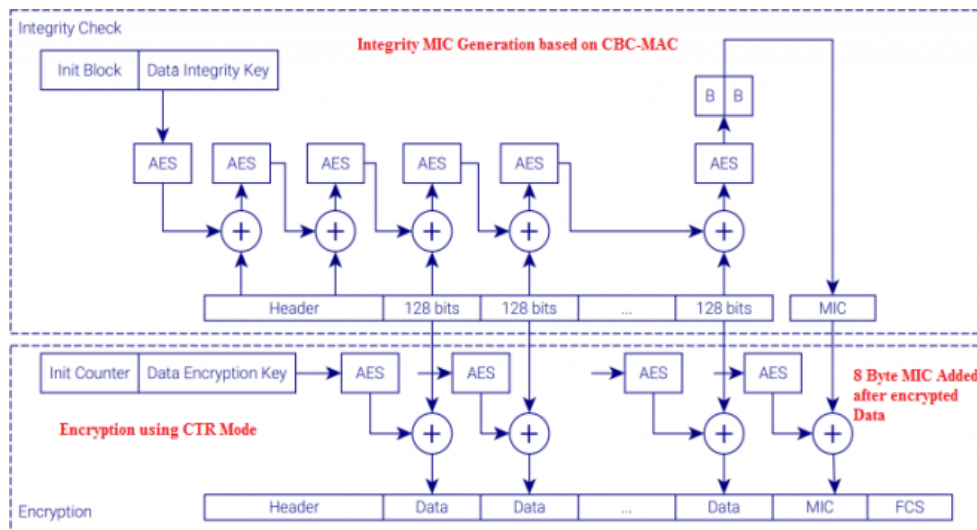 Integrity Check
Integrity MIC Generation based on CBC-MAC
Init Block Data Integrity Key
B B
AES AES AES AES AES AES
+ + + + + +
Header 128 bits 128 bits ... 128 bits MIC
Init Counter Data Encryption Key AES AES AES AES
8 Byte MIC Added
after encrypted
Data
Encryption using CTR Mode
+ + + +
Encryption
Header Data Data ... Data MIC FCS